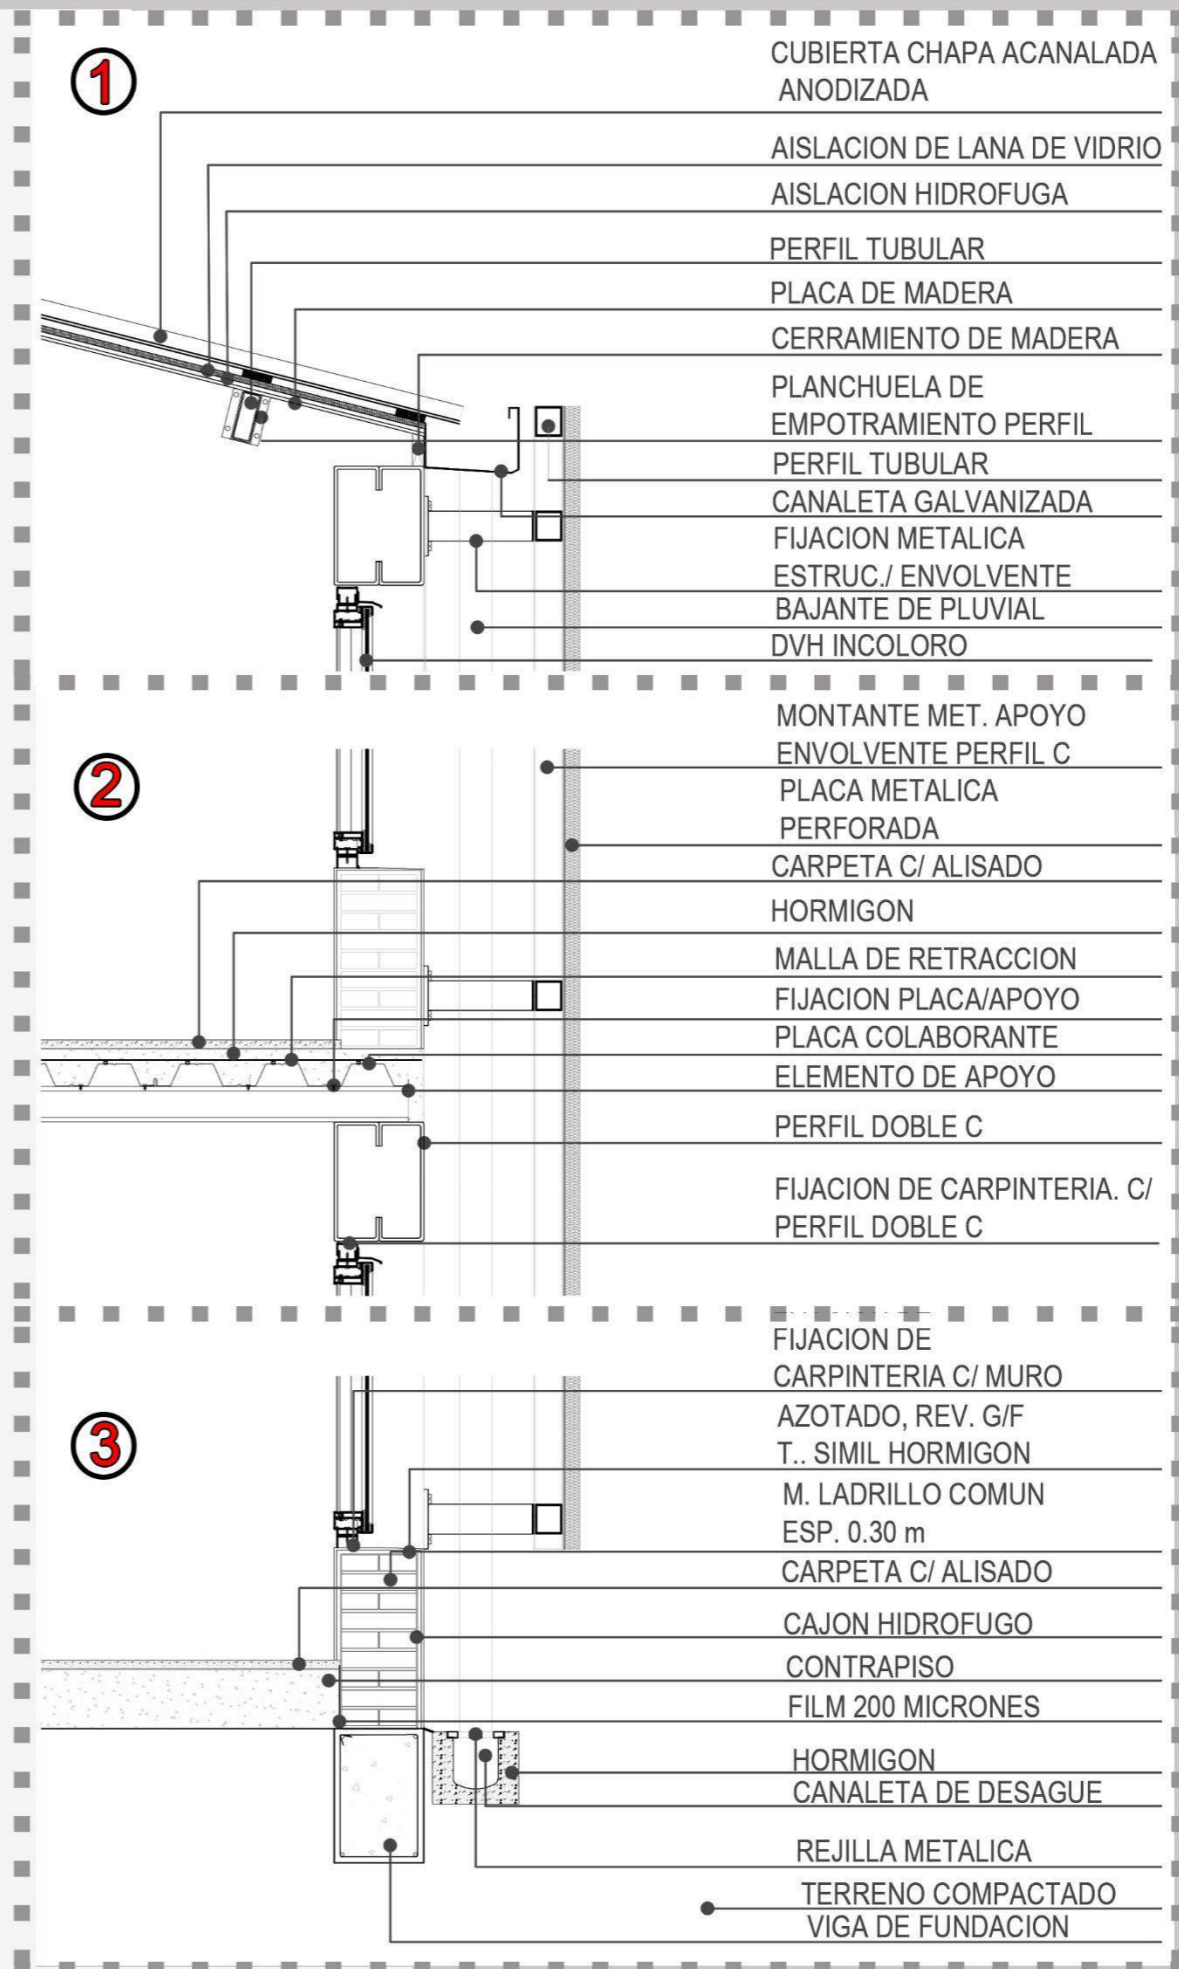 1
CUBIERTA CHAPA ACANALADA
ANODIZADA
AISLACION DE LANA DE VIDRIO
AISLACION HIDROFUGA
PERFIL TUBULAR
PLACA DE MADERA
CERRAMIENTO DE MADERA
PLANCHUELA DE
EMPOTRAMIENTO PERFIL
PERFIL TUBULAR
CANALETA GALVANIZADA
FIJACION METALICA
ESTRUC./ ENVOLVENTE
BAJANTE DE PLUVIAL
DVH INCOLORO
2
MONTANTE MET. APOYO
ENVOLVENTE PERFIL C
PLACA METALICA
PERFORADA
CARPETA C/ ALISADO
HORMIGON
MALLA DE RETRACCION
FIJACION PLACA/APOYO
PLACA COLABORANTE
ELEMENTO DE APOYO
PERFIL DOBLE C
FIJACION DE CARPINTERIA. C/
PERFIL DOBLE C
3
FIJACION DE
CARPINTERIA C/ MURO
AZOTADO, REV. G/F
T.. SIMIL HORMIGON
M. LADRILLO COMUN
ESP. 0.30 m
CARPETA C/ ALISADO
CAJON HIDROFUGO
CONTRAPISO
FILM 200 MICRONES
HORMIGON
CANALETA DE DESAGUE
REJILLA METALICA
TERRENO COMPACTADO
VIGA DE FUNDACION